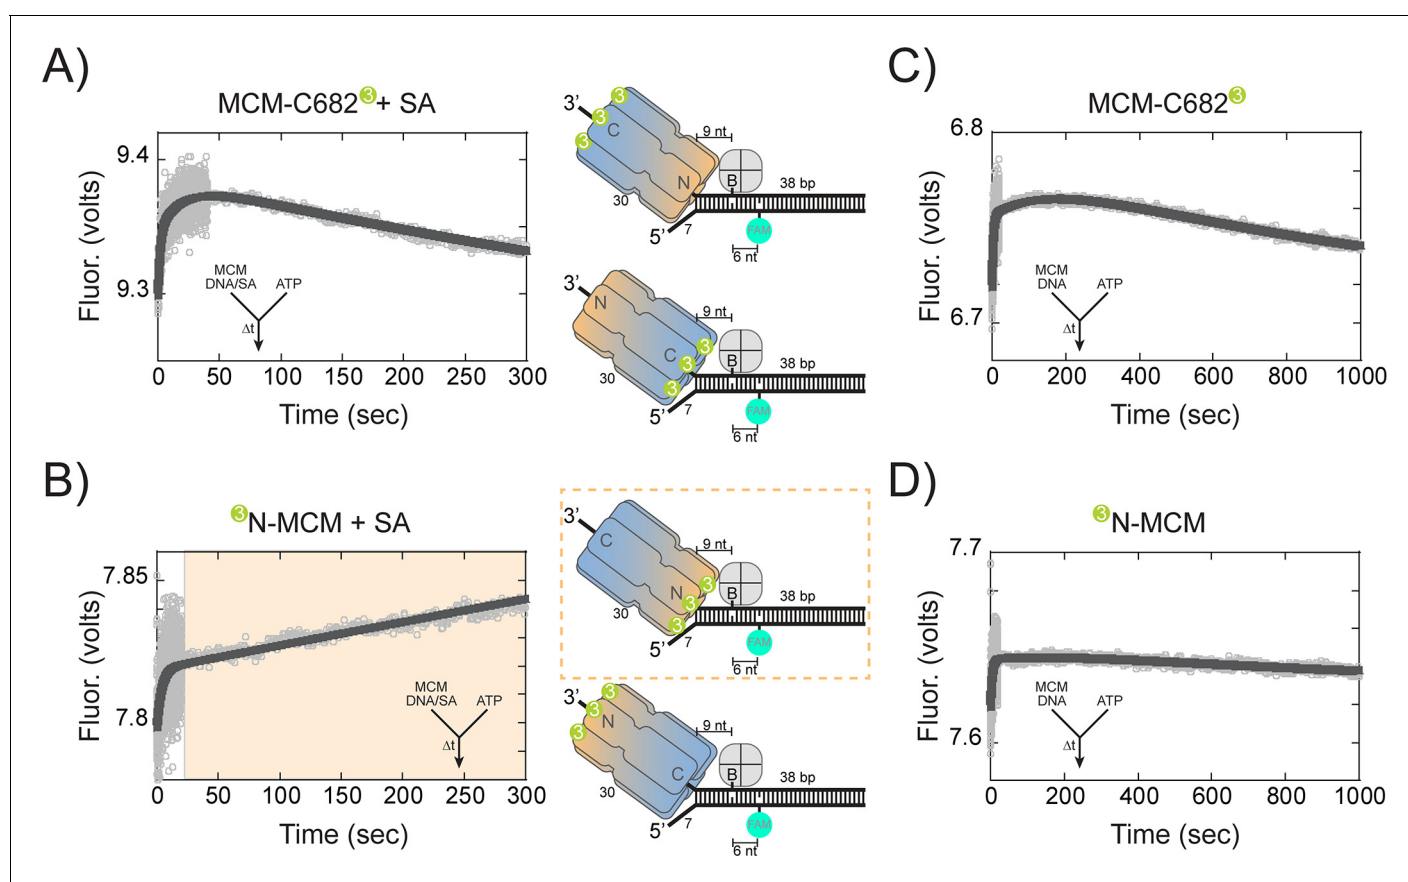 A)
MCM-C682 3 + SA
9.4
9.3
Fluor. (volts)
MCM
DNA/SA
ATP
Δt
0 50 100 150 200 250 300
Time (sec)
3'
3
3
3
C
N
9 nt
B
38 bp
30
5'
7
FAM
6 nt
3'
N
C
3
3
3
9 nt
B
38 bp
30
5'
7
FAM
6 nt
C)
MCM-C682 3
6.8
6.7
Fluor. (volts)
MCM
DNA
ATP
Δt
0 200 400 600 800 1000
Time (sec)
B)
3 N-MCM + SA
7.85
7.8
Fluor. (volts)
MCM
DNA/SA
ATP
Δt
0 50 100 150 200 250 300
Time (sec)
3'
C
N
3
3
3
9 nt
B
38 bp
30
5'
7
FAM
6 nt
3'
3
3
3
N
C
9 nt
B
38 bp
30
5'
7
FAM
6 nt
D)
3 N-MCM
7.7
7.6
Fluor. (volts)
MCM
DNA
ATP
Δt
0 200 400 600 800 1000
Time (sec)